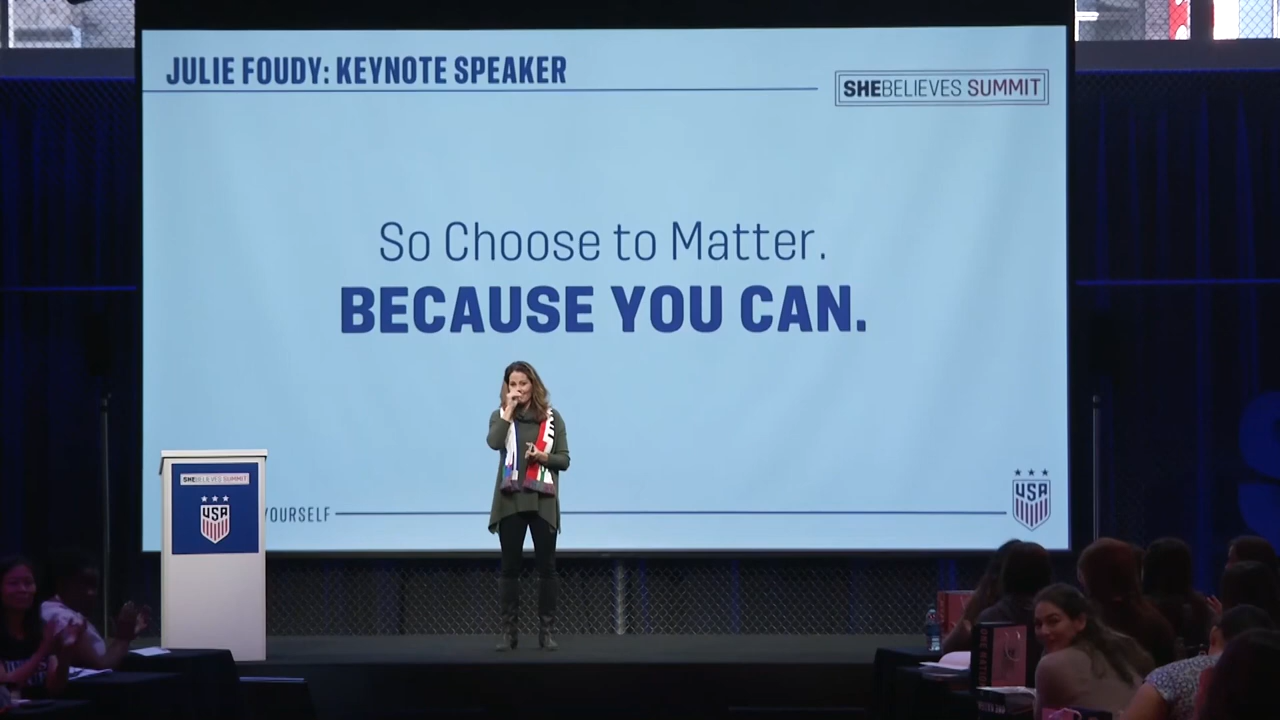 JULIE FOUDY: KEYNOTE SPEAKER
SHEBELIEVES SUMMIT
So Choose to Matter.
BECAUSE YOU CAN.
USA
SHEBELIEVES SUMMIT
USA
YOURSELF